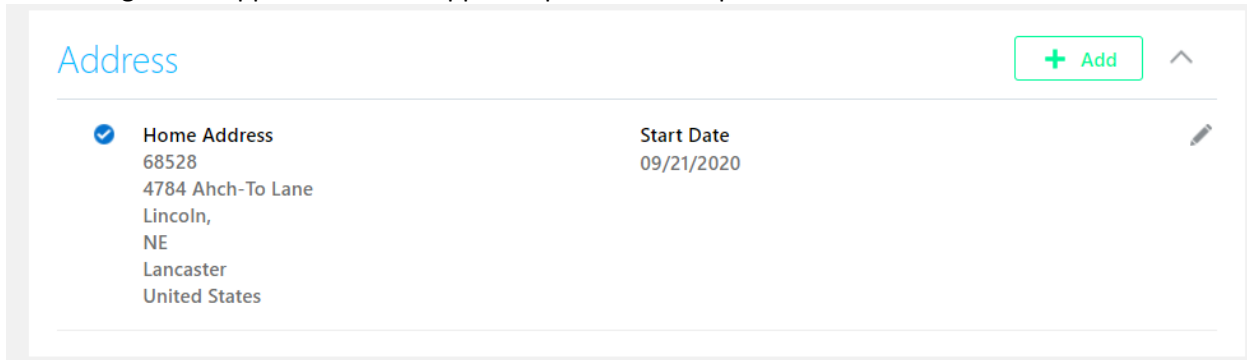 Address
+ Add
Home Address
68528
4784 Ahch-To Lane
Lincoln,
NE
Lancaster
United States
Start Date
09/21/2020